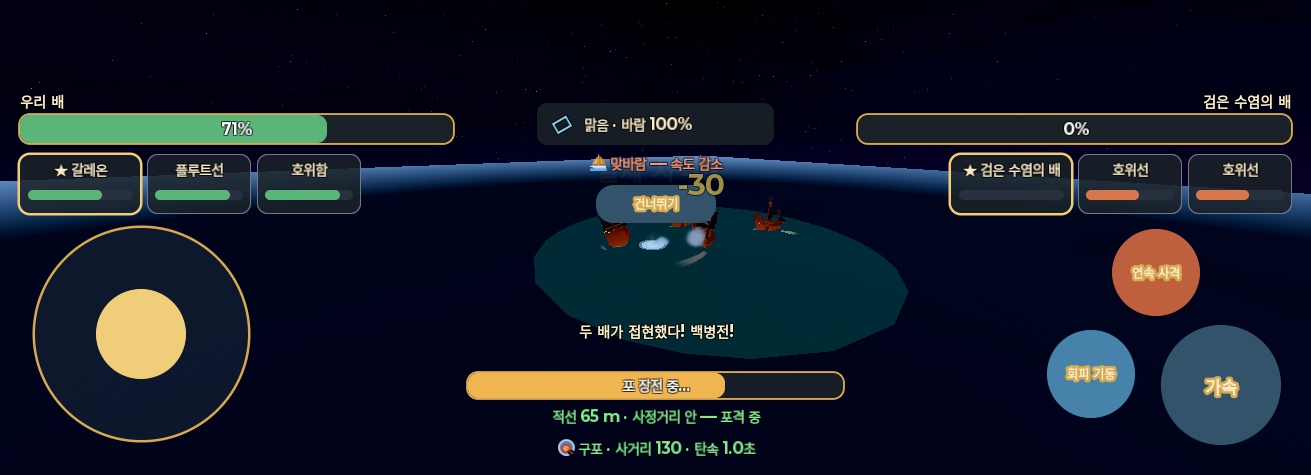 우리 배
검은 수염의 배
71%
맑음 · 바람 100%
0%
★ 갈레온
플루트선
호위함
맞바람 — 속도 감소
-30
건너뛰기
★ 검은 수염의 배
호위선
호위선
연속 사격
두 배가 접현했다! 백병전!
회피 기동
가속
포 장전 중...
적선 65 m · 사정거리 안 — 포격 중
구포 · 사거리 130 · 탄속 1.0초